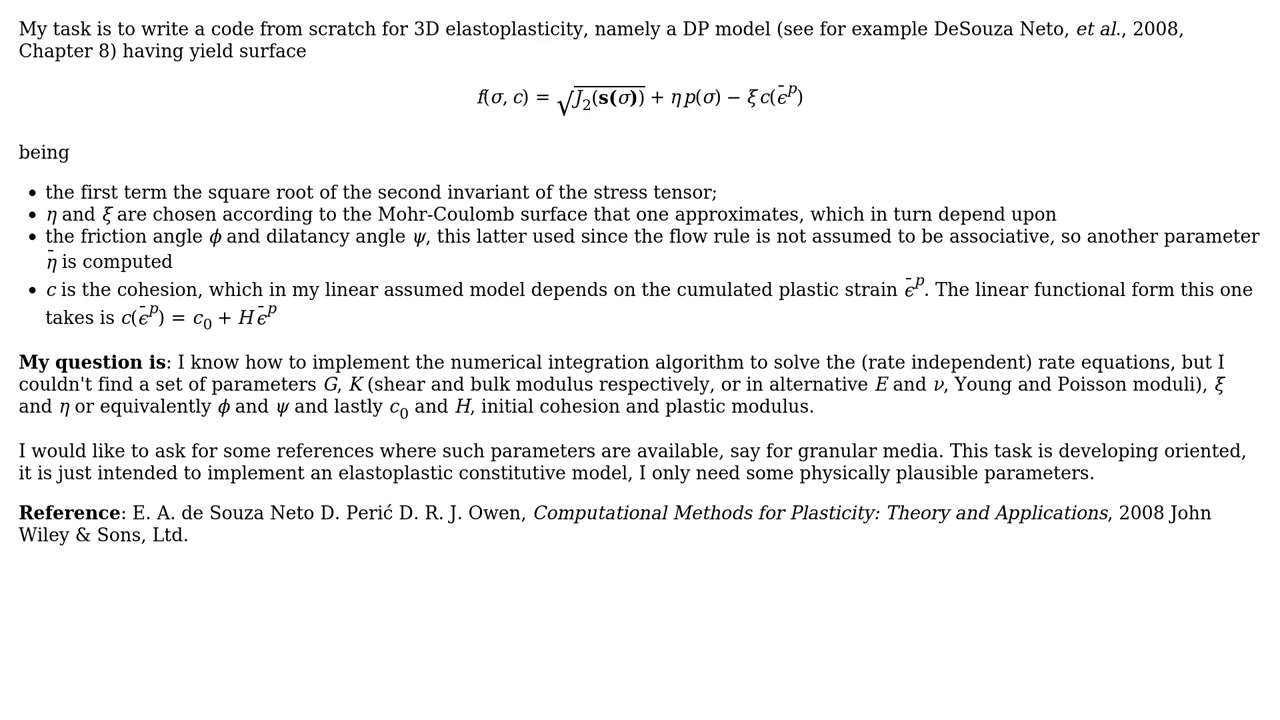 My task is to write a code from scratch for 3D elastoplasticity, namely a DP model (see for example DeSouza Neto, et al., 2008,
Chapter 8) having yield surface
f(σ, c) = √J₂(s(σ)) + η p(σ) − ξ c(ϵ̄ᵖ)
being
• the first term the square root of the second invariant of the stress tensor;
• η and ξ are chosen according to the Mohr-Coulomb surface that one approximates, which in turn depend upon
• the friction angle ϕ and dilatancy angle ψ, this latter used since the flow rule is not assumed to be associative, so another parameter
η̄ is computed
• c is the cohesion, which in my linear assumed model depends on the cumulated plastic strain ϵ̄ᵖ. The linear functional form this one
takes is c(ϵ̄ᵖ) = c₀ + Hϵ̄ᵖ
My question is: I know how to implement the numerical integration algorithm to solve the (rate independent) rate equations, but I
couldn't find a set of parameters G, K (shear and bulk modulus respectively, or in alternative E and ν, Young and Poisson moduli), ξ
and η or equivalently ϕ and ψ and lastly c₀ and H, initial cohesion and plastic modulus.
I would like to ask for some references where such parameters are available, say for granular media. This task is developing oriented,
it is just intended to implement an elastoplastic constitutive model, I only need some physically plausible parameters.
Reference: E. A. de Souza Neto D. Perić D. R. J. Owen, Computational Methods for Plasticity: Theory and Applications, 2008 John
Wiley & Sons, Ltd.